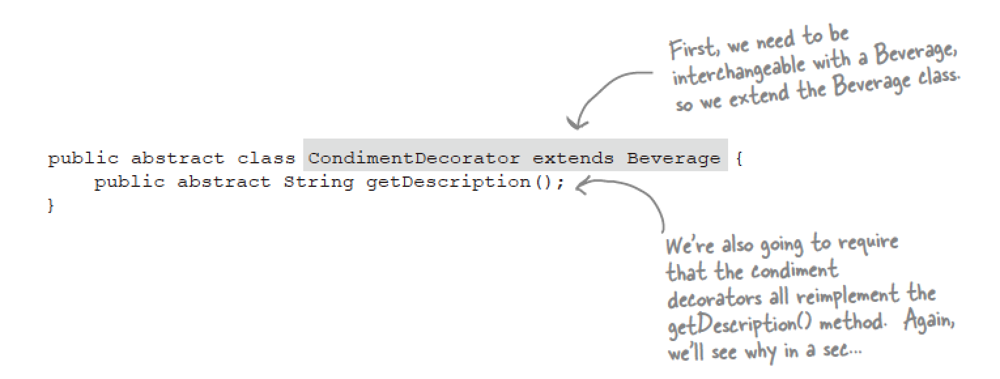 First, we need to be
interchangeable with a Beverage,
so we extend the Beverage class.
public abstract class CondimentDecorator extends Beverage {
    public abstract String getDescription();
}
We're also going to require
that the condiment
decorators all reimplement the
getDescription() method. Again,
we'll see why in a sec...